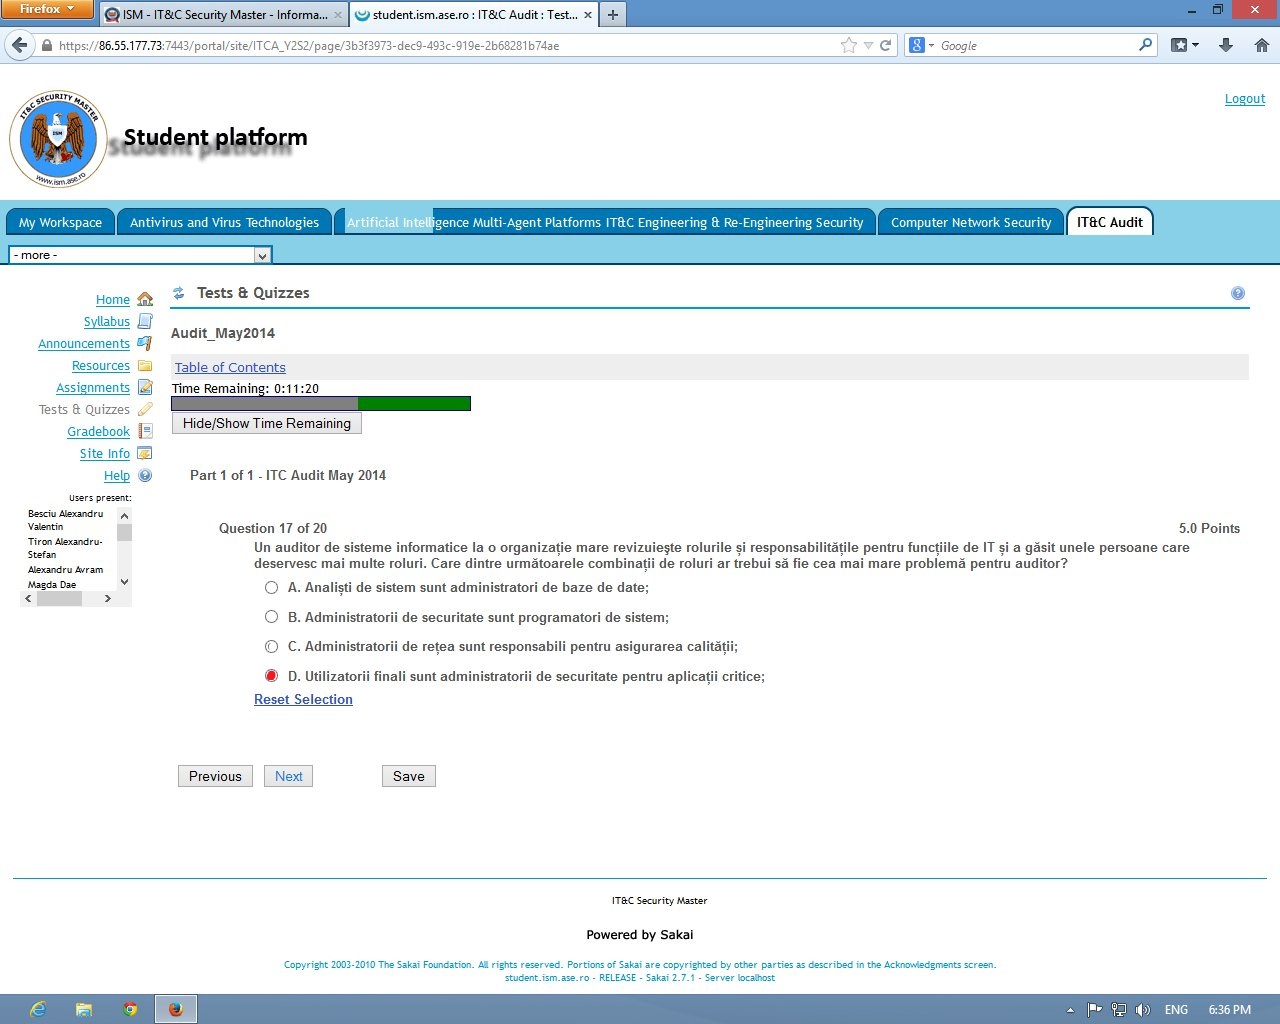 Firefox
ISM - IT&C Security Master - Informa...
student.ism.ase.ro : IT&C Audit : Test...
https://86.55.177.73:7443/portal/site/ITCA_Y2S2/page/3b3f3973-dec9-493c-919e-2b68281b74ae
Google
IT&C SECURITY MASTER
ISM
www.ism.ase.ro
Student platform
Logout
My Workspace
Antivirus and Virus Technologies
Artificial Intelligence Multi-Agent Platforms IT&C Engineering & Re-Engineering Security
Computer Network Security
IT&C Audit
- more -
Home
Syllabus
Announcements
Resources
Assignments
Tests & Quizzes
Gradebook
Site Info
Help
Users present:
Besciu Alexandru
Valentin
Tiron Alexandru-
Stefan
Alexandru Avram
Magda Dae
Tests & Quizzes
Audit_May2014
Table of Contents
Time Remaining: 0:11:20
Hide/Show Time Remaining
Part 1 of 1 - ITC Audit May 2014
Question 17 of 20
5.0 Points
Un auditor de sisteme informatice la o organizație mare revizuiește rolurile și responsabilitățile pentru funcțiile de IT și a găsit unele persoane care
deservesc mai multe roluri. Care dintre următoarele combinații de roluri ar trebui să fie cea mai mare problemă pentru auditor?
A. Analiști de sistem sunt administratori de baze de date;
B. Administratorii de securitate sunt programatori de sistem;
C. Administratorii de rețea sunt responsabili pentru asigurarea calității;
D. Utilizatorii finali sunt administratorii de securitate pentru aplicații critice;
Reset Selection
Previous
Next
Save
IT&C Security Master
Powered by Sakai
Copyright 2003-2010 The Sakai Foundation. All rights reserved. Portions of Sakai are copyrighted by other parties as described in the Acknowledgments screen.
student.ism.ase.ro - RELEASE - Sakai 2.7.1 - Server localhost
ENG
6:36 PM